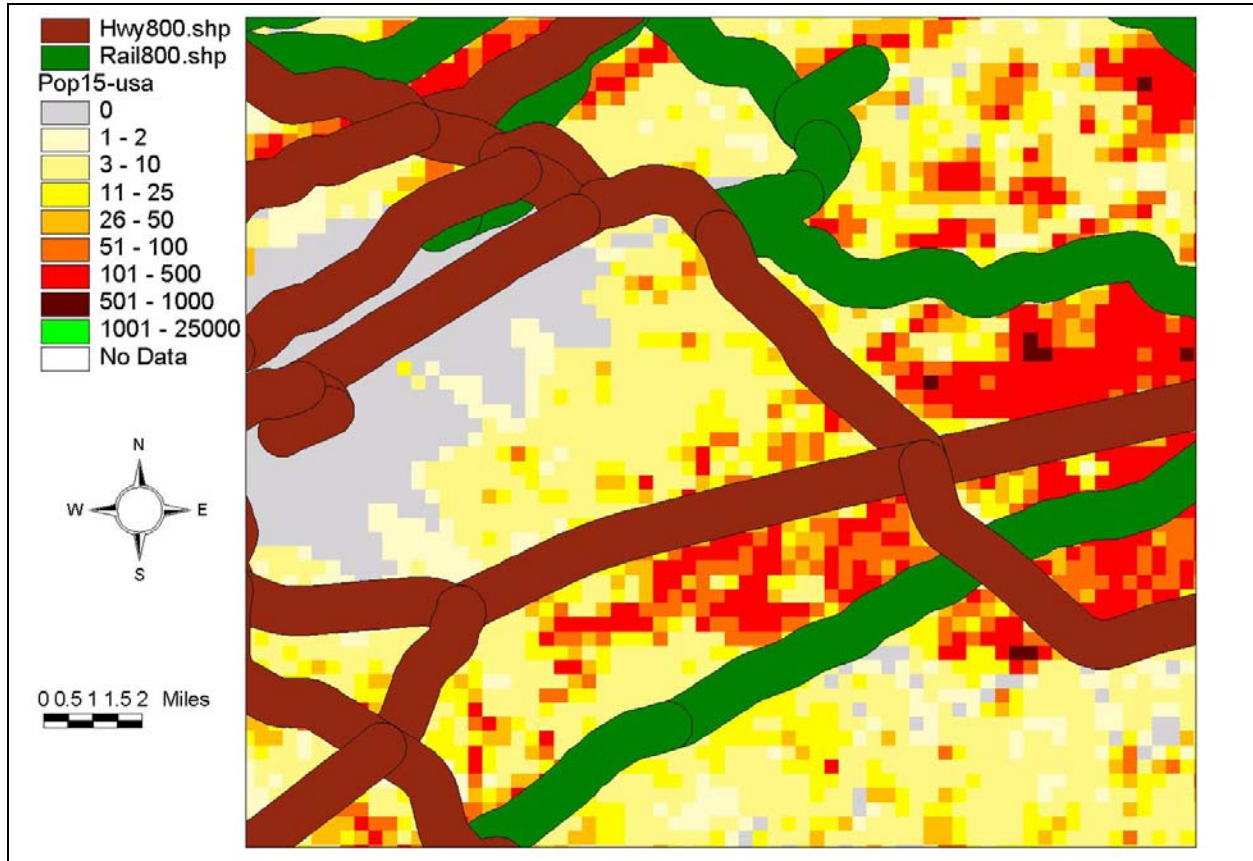 Hwy800.shp
Rail800.shp
Pop15-usa
0
1 - 2
3 - 10
11 - 25
26 - 50
51 - 100
101 - 500
501 - 1000
1001 - 25000
No Data
N
W E
S
0 0.5 1 1.5 2 Miles